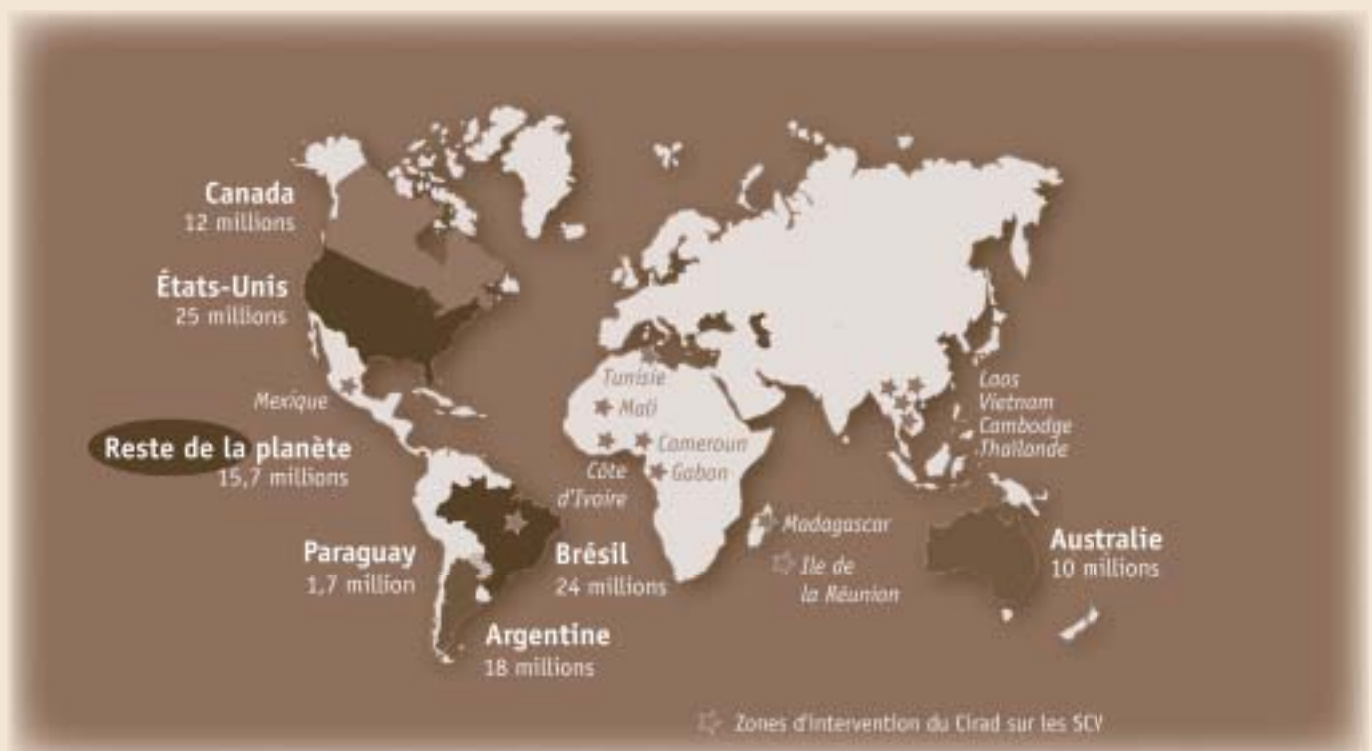 Canada
12 millions
États-Unis
25 millions
Mexique
Reste de la planète
15,7 millions
Paraguay
1,7 million
Brésil
24 millions
Argentine
18 millions
Tunisie
Mali
Cameroun
Côte
d'Ivoire
Gabon
Madagascar
Ile de
la Réunion
Laos
Vietnam
Cambodge
Thaïlande
Australie
10 millions
Zones d'intervention du Cirad sur les SCV